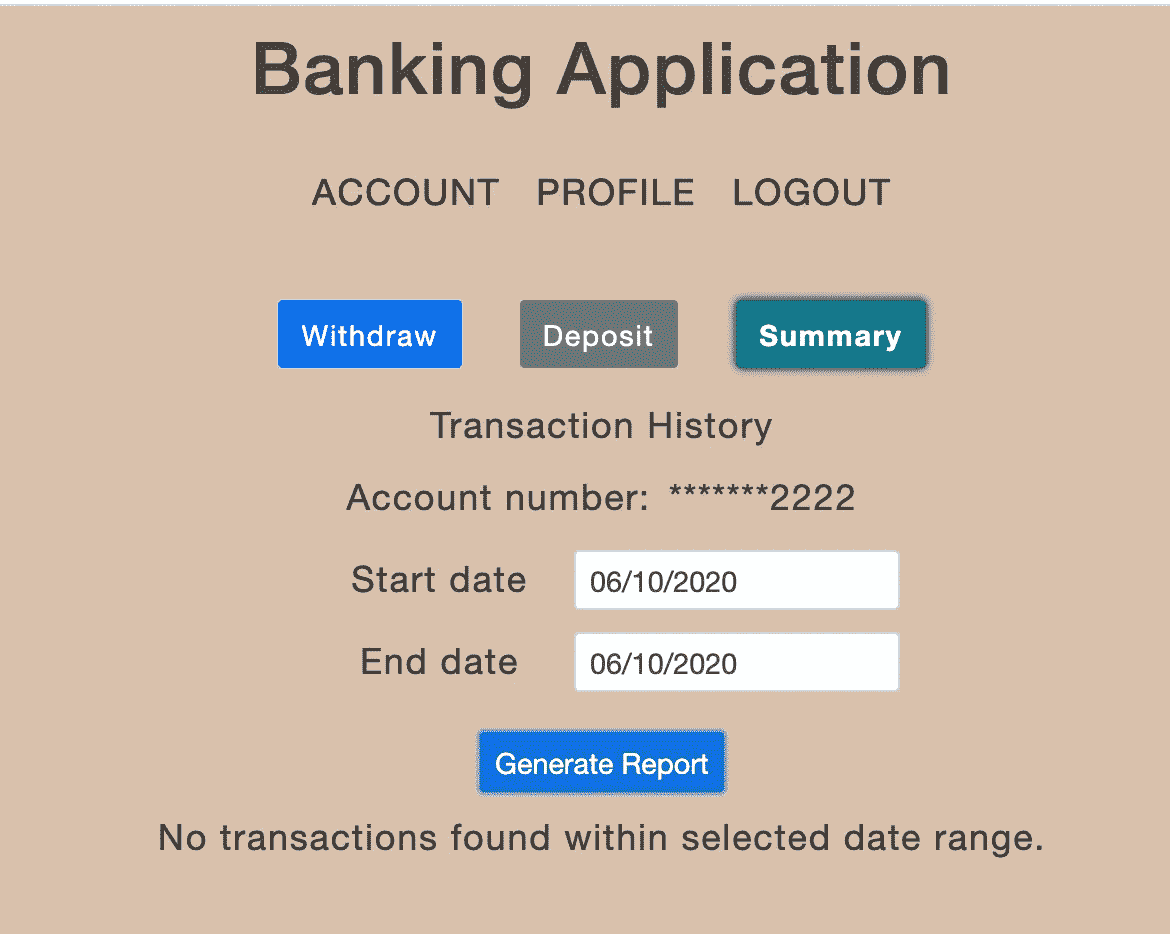 Banking Application
ACCOUNT PROFILE LOGOUT
Withdraw Deposit Summary
Transaction History
Account number: *******2222
Start date 06/10/2020
End date 06/10/2020
Generate Report
No transactions found within selected date range.